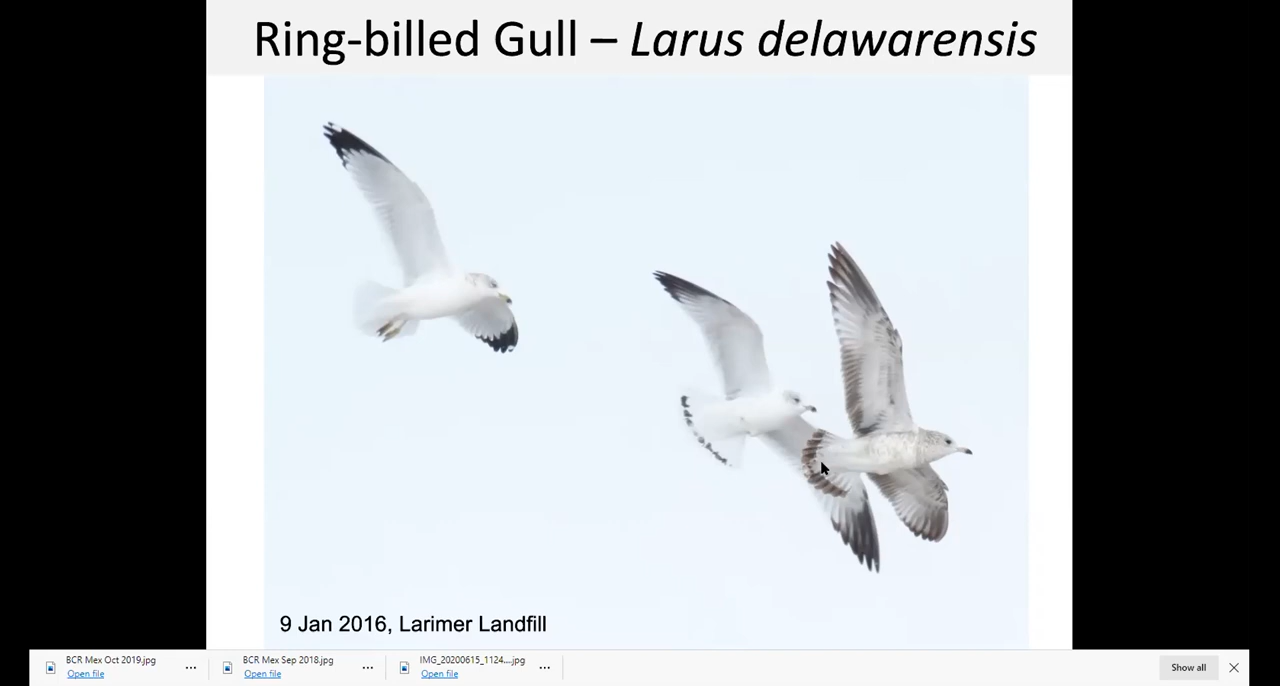 Ring-billed Gull – Larus delawarensis
9 Jan 2016, Larimer Landfill
BCR Mex Oct 2019.jpg
Open file
BCR Mex Sep 2018.jpg
Open file
IMG_20200615_1124....jpg
Open file
Show all